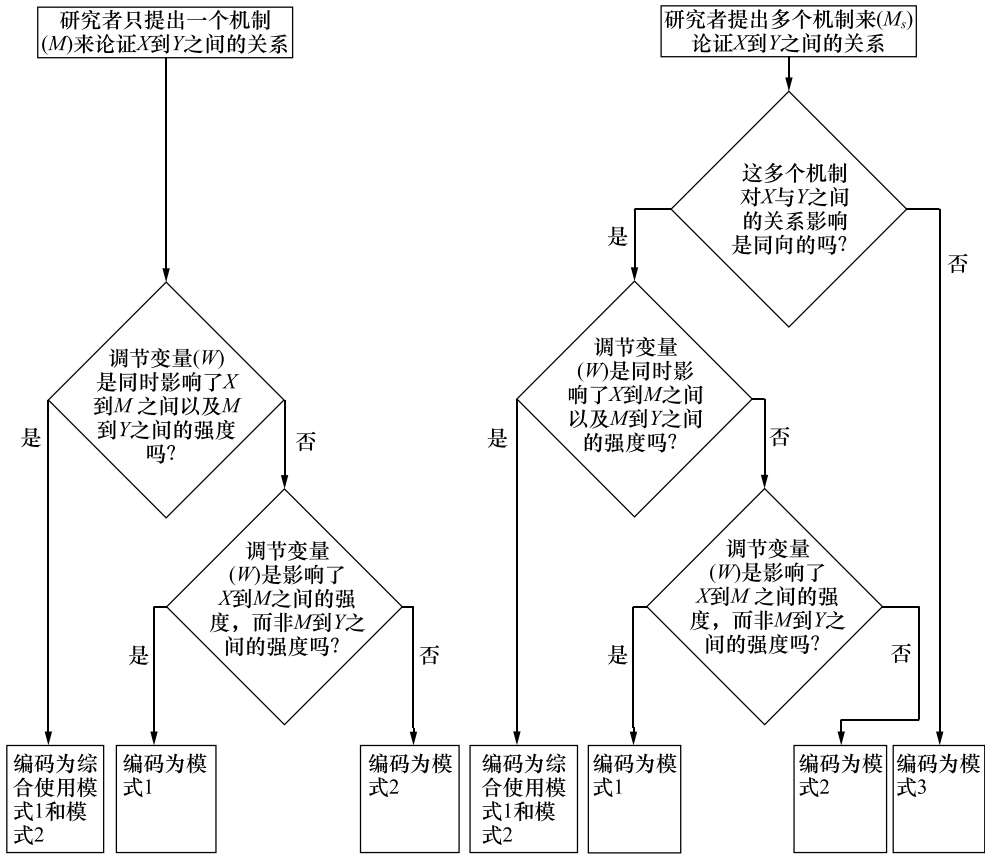 研究者只提出一个机制
(M)来论证X到Y之间的关系
调节变量(W)
是同时影响了X
到M 之间以及M
到Y之间的强度
吗?
是
否
调节变量
(W)是影响了
X到M之间的强
度，而非M到Y之
间的强度吗?
是
否
编码为综
合使用模
式1和模
式2
编码为模
式1
编码为模
式2
研究者提出多个机制来(Ms)
论证X到Y之间的关系
这多个机制
对X与Y之间
的关系影响
是同向的吗?
是
否
调节变量
(W)是同时影
响了X到M之间
以及M到Y之间
的强度吗?
是
否
调节变量
(W)是影响了
X到M 之间的强
度，而非M到Y之
间的强度吗?
是
否
编码为综
合使用模
式1和模
式2
编码为模
式1
编码为模
式2
编码为模
式3